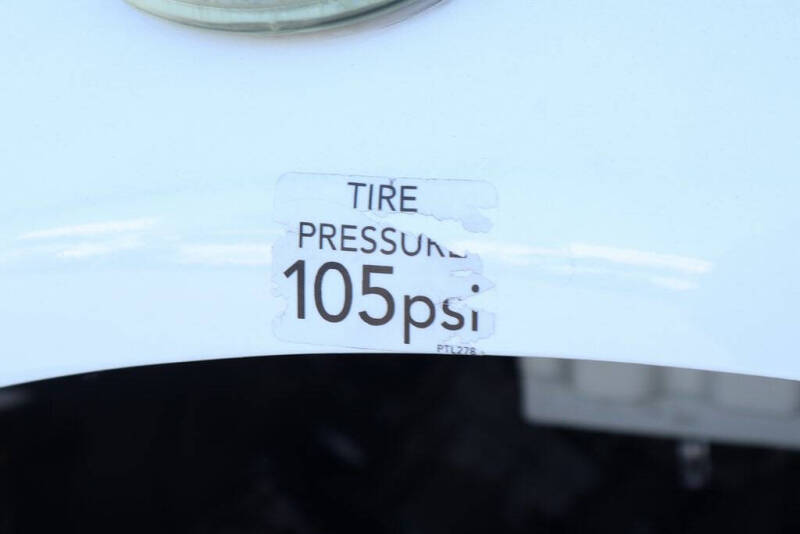 TIRE
PRESSURE
105psi
PTL278